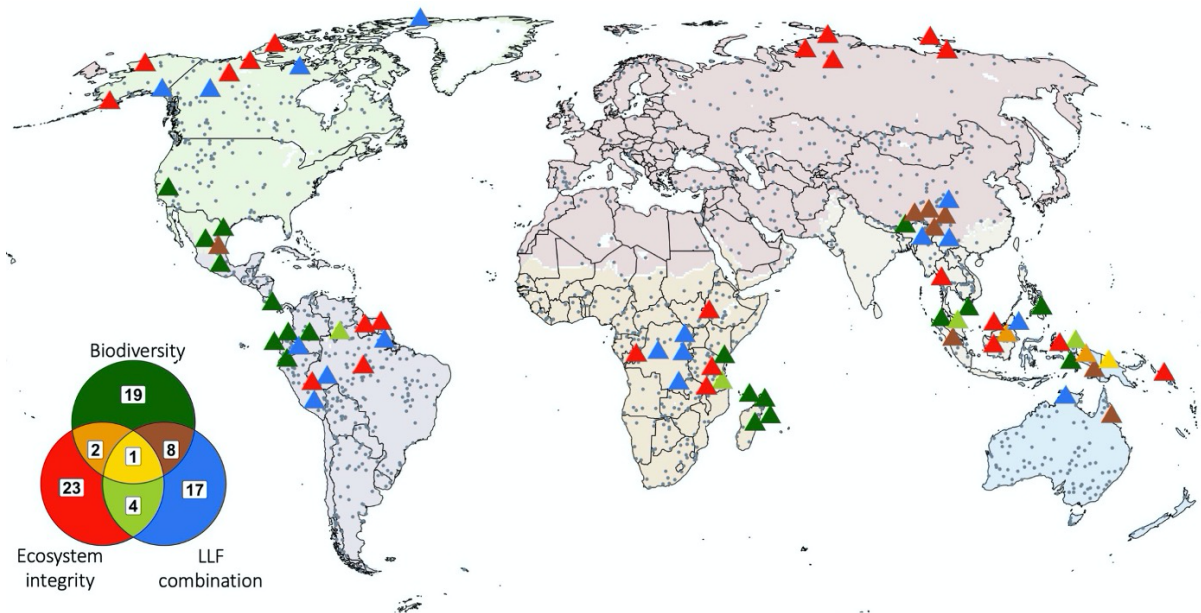 Biodiversity
19
2
1
8
23
4
17
Ecosystem
integrity
LLF
combination